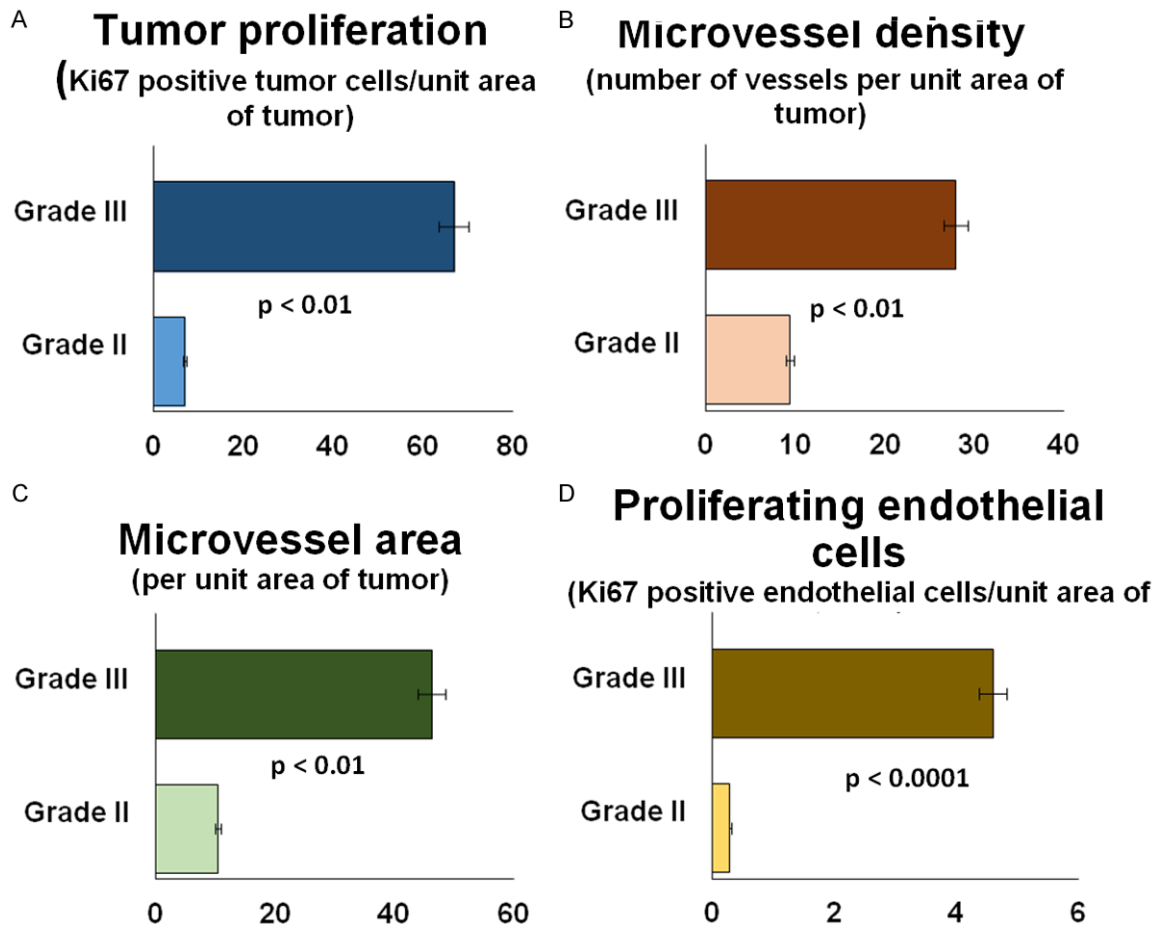 A
Tumor proliferation
(Ki67 positive tumor cells/unit area
of tumor)
Grade III
p < 0.01
Grade II
0 20 40 60 80
B
Microvessel density
(number of vessels per unit area of
tumor)
Grade III
p < 0.01
Grade II
0 10 20 30 40
C
Microvessel area
(per unit area of tumor)
Grade III
p < 0.01
Grade II
0 20 40 60
D
Proliferating endothelial
cells
(Ki67 positive endothelial cells/unit area of
Grade III
p < 0.0001
Grade II
0 2 4 6